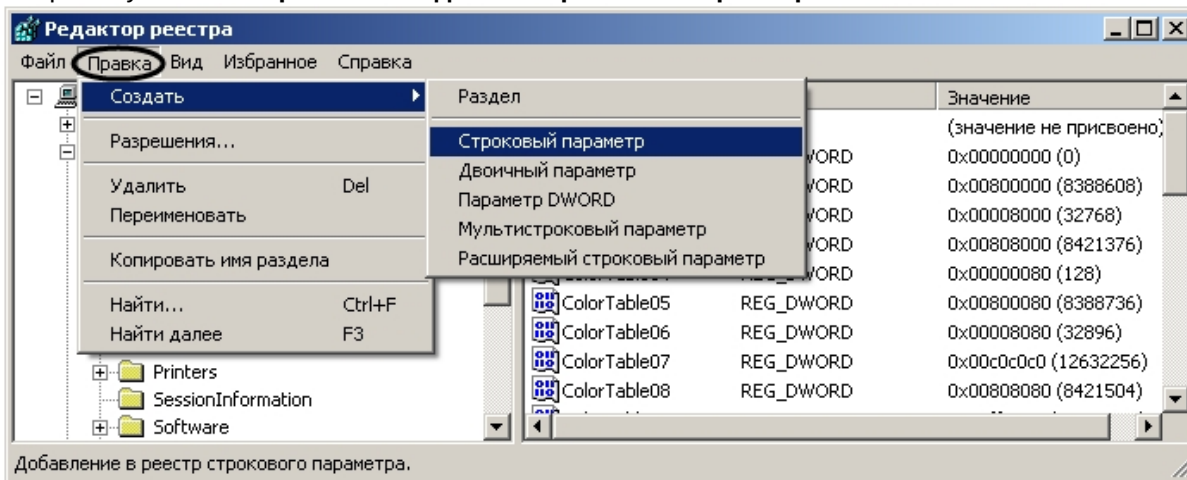 Редактор реестра
Файл Правка Вид Избранное Справка
Создать
Разрешения...
Удалить Del
Переименовать
Копировать имя раздела
Найти... Ctrl+F
Найти далее F3
Раздел
Строковый параметр
Двоичный параметр
Параметр DWORD
Мультистроковый параметр
Расширяемый строковый параметр
Значение
(значение не присвоено)
0x00000000 (0)
0x00800000 (8388608)
0x00008000 (32768)
0x00808000 (8421376)
0x00000080 (128)
ColorTable05 REG_DWORD 0x00800080 (8388736)
ColorTable06 REG_DWORD 0x00008080 (32896)
ColorTable07 REG_DWORD 0x00c0c0c0 (12632256)
ColorTable08 REG_DWORD 0x00808080 (8421504)
Printers
SessionInformation
Software
Добавление в реестр строкового параметра.